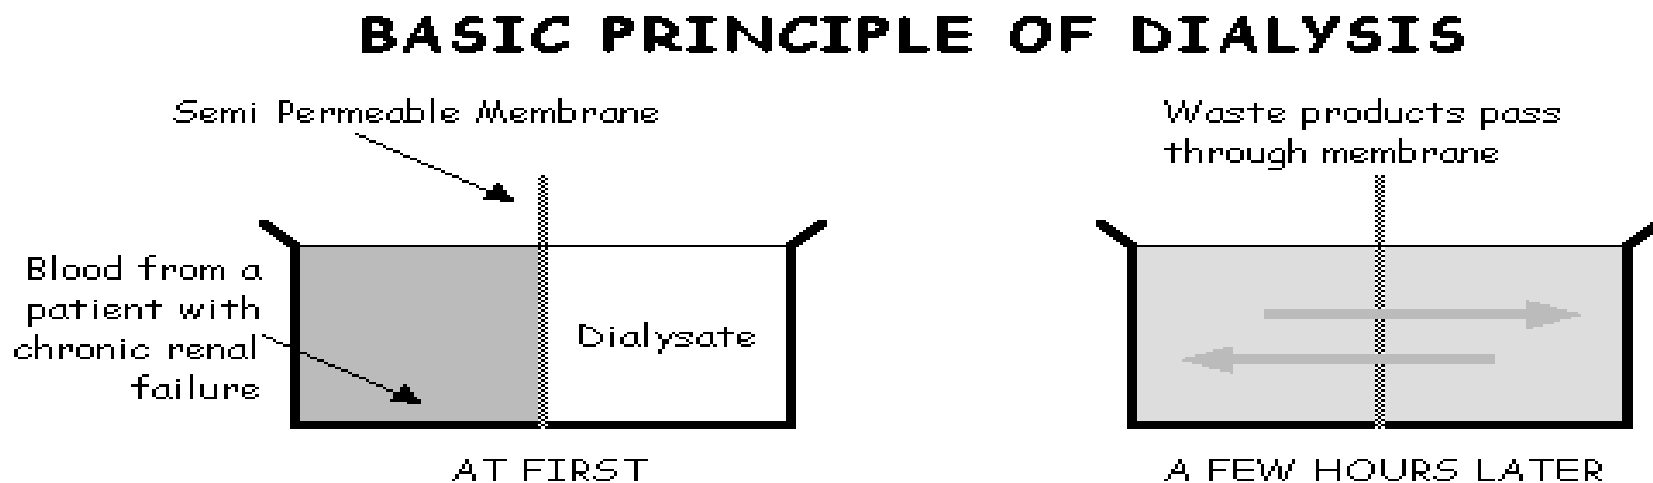 BASIC PRINCIPLE OF DIALYSIS
Semi Permeable Membrane
Blood from a
patient with
chronic renal
failure
Dialysate
AT FIRST
Waste products pass
through membrane
A FEW HOURS LATER